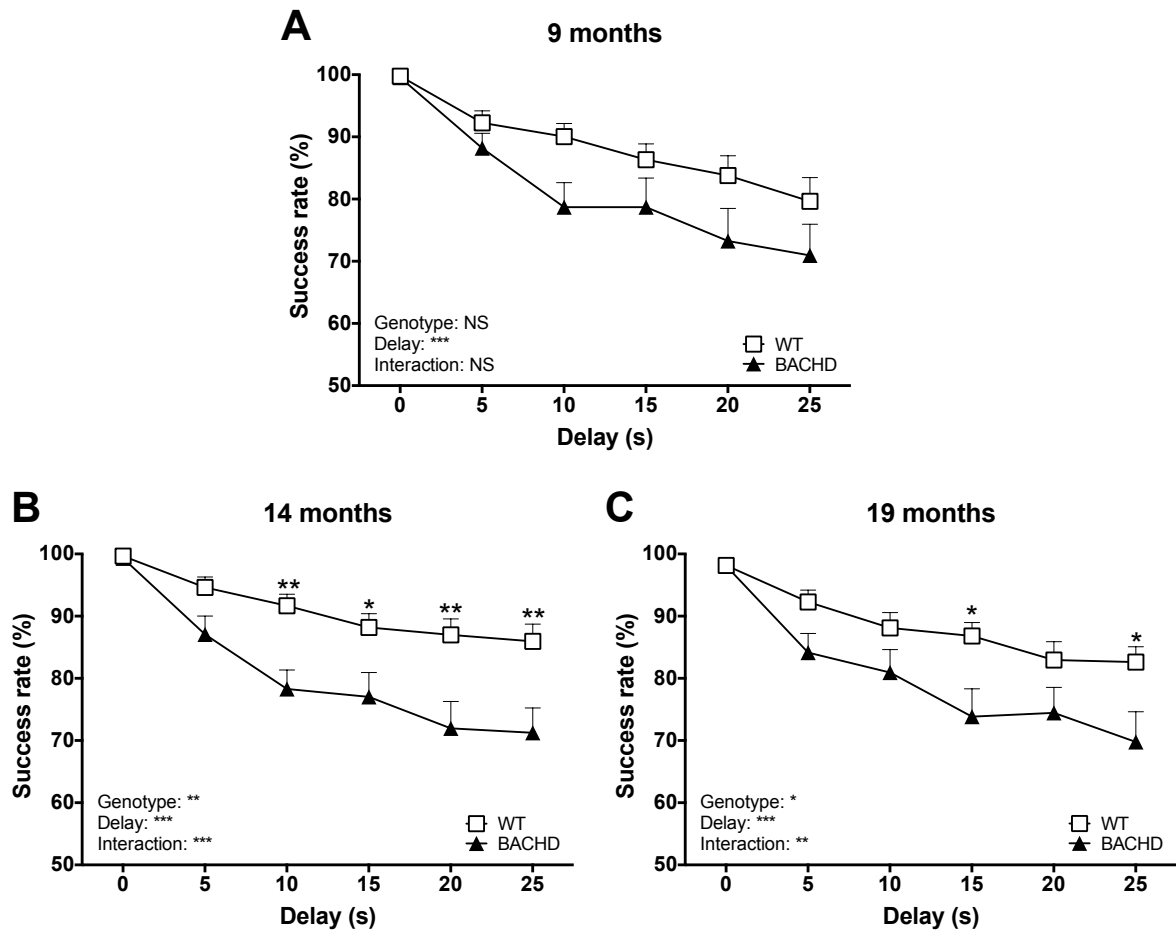 A
9 months
Success rate (%)
100
90
80
70
60
50
Genotype: NS
Delay: ***
Interaction: NS
WT
BACHD
0 5 10 15 20 25
Delay (s)
B
14 months
Success rate (%)
100
90
80
70
60
50
** * ** **
Genotype: **
Delay: ***
Interaction: ***
WT
BACHD
0 5 10 15 20 25
Delay (s)
C
19 months
Success rate (%)
100
90
80
70
60
50
* *
Genotype: *
Delay: ***
Interaction: **
WT
BACHD
0 5 10 15 20 25
Delay (s)